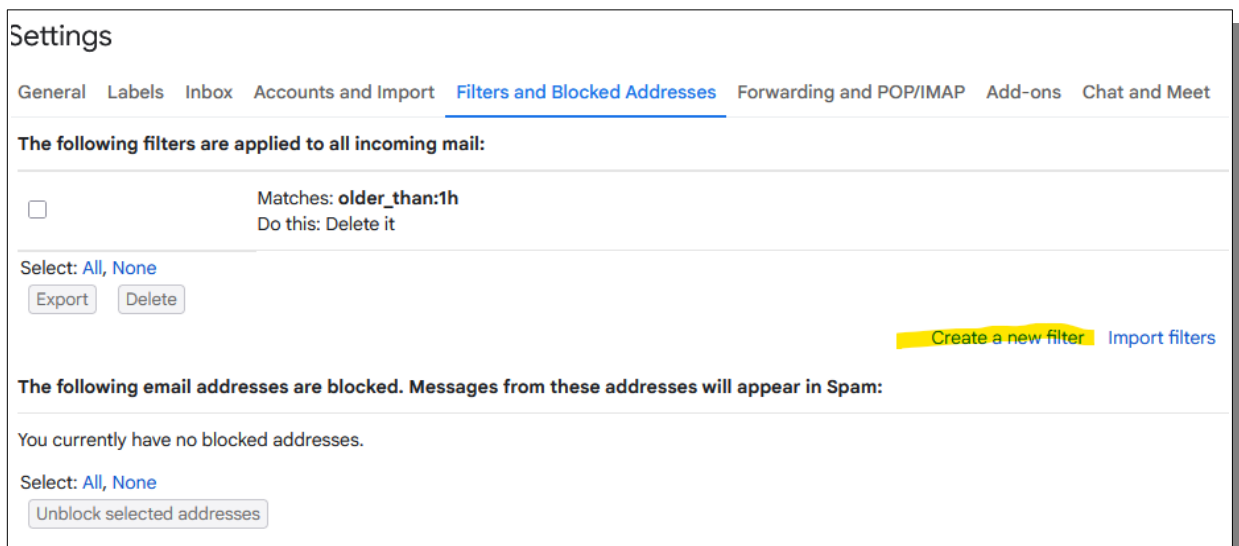 Settings
General Labels Inbox Accounts and Import Filters and Blocked Addresses Forwarding and POP/IMAP Add-ons Chat and Meet
The following filters are applied to all incoming mail:
Matches: older_than:1h
Do this: Delete it
Select: All, None
Export Delete
Create a new filter Import filters
The following email addresses are blocked. Messages from these addresses will appear in Spam:
You currently have no blocked addresses.
Select: All, None
Unblock selected addresses